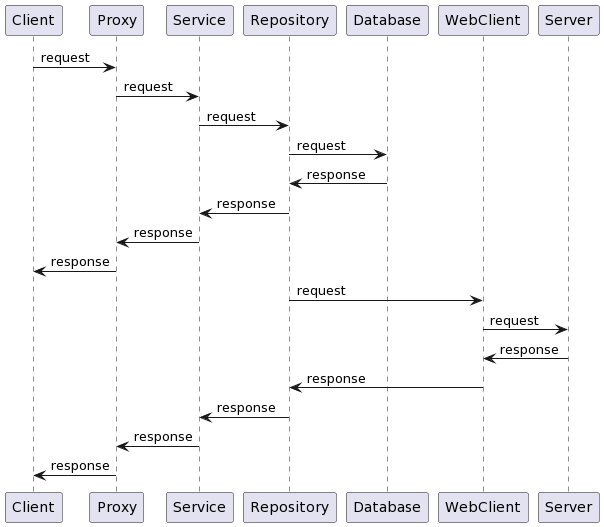 Client Proxy Service Repository Database WebClient Server
request
request
request
request
response
response
response
response
request
request
response
response
response
response
response
Client Proxy Service Repository Database WebClient Server